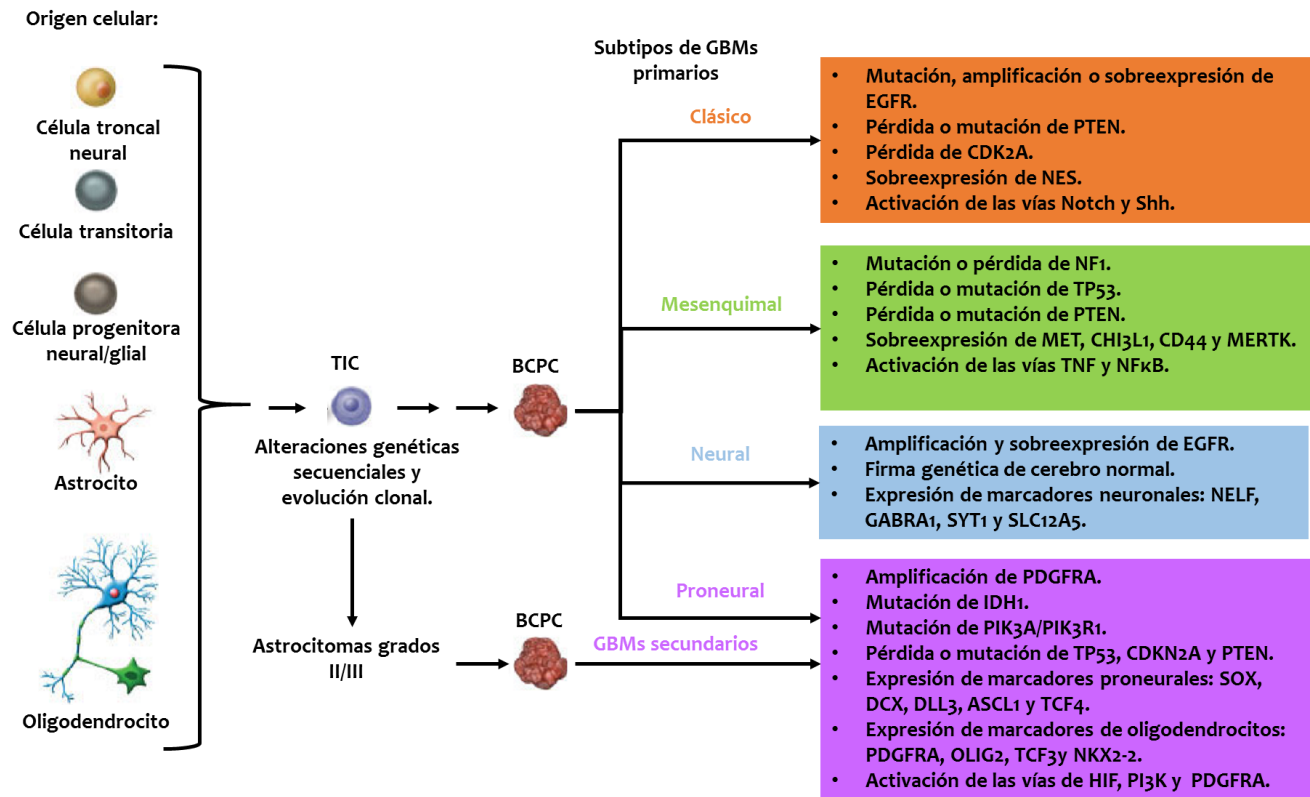 Origen celular:
Célula troncal
neural
Célula transitoria
Célula progenitora
neural/glial
Astrocito
Oligodendrocito
TIC
Alteraciones genéticas
secuenciales y
evolución clonal.
Astrocitomas grados
II/III
BCPC
BCPC
Subtipos de GBMs
primarios
Clásico
• Mutación, amplificación o sobreexpresión de
EGFR.
• Pérdida o mutación de PTEN.
• Pérdida de CDK2A.
• Sobreexpresión de NES.
• Activación de las vías Notch y Shh.
Mesenquimal
• Mutación o pérdida de NF1.
• Pérdida o mutación de TP53.
• Pérdida o mutación de PTEN.
• Sobreexpresión de MET, CHI3L1, CD44 y MERTK.
• Activación de las vías TNF y NFκB.
Neural
• Amplificación y sobreexpresión de EGFR.
• Firma genética de cerebro normal.
• Expresión de marcadores neuronales: NELF,
GABRA1, SYT1 y SLC12A5.
Proneural
GBMs secundarios
• Amplificación de PDGFRA.
• Mutación de IDH1.
• Mutación de PIK3A/PIK3R1.
• Pérdida o mutación de TP53, CDKN2A y PTEN.
• Expresión de marcadores proneurales: SOX,
DCX, DLL3, ASCL1 y TCF4.
• Expresión de marcadores de oligodendrocitos:
PDGFRA, OLIG2, TCF3y NKX2-2.
• Activación de las vías de HIF, PI3K y PDGFRA.